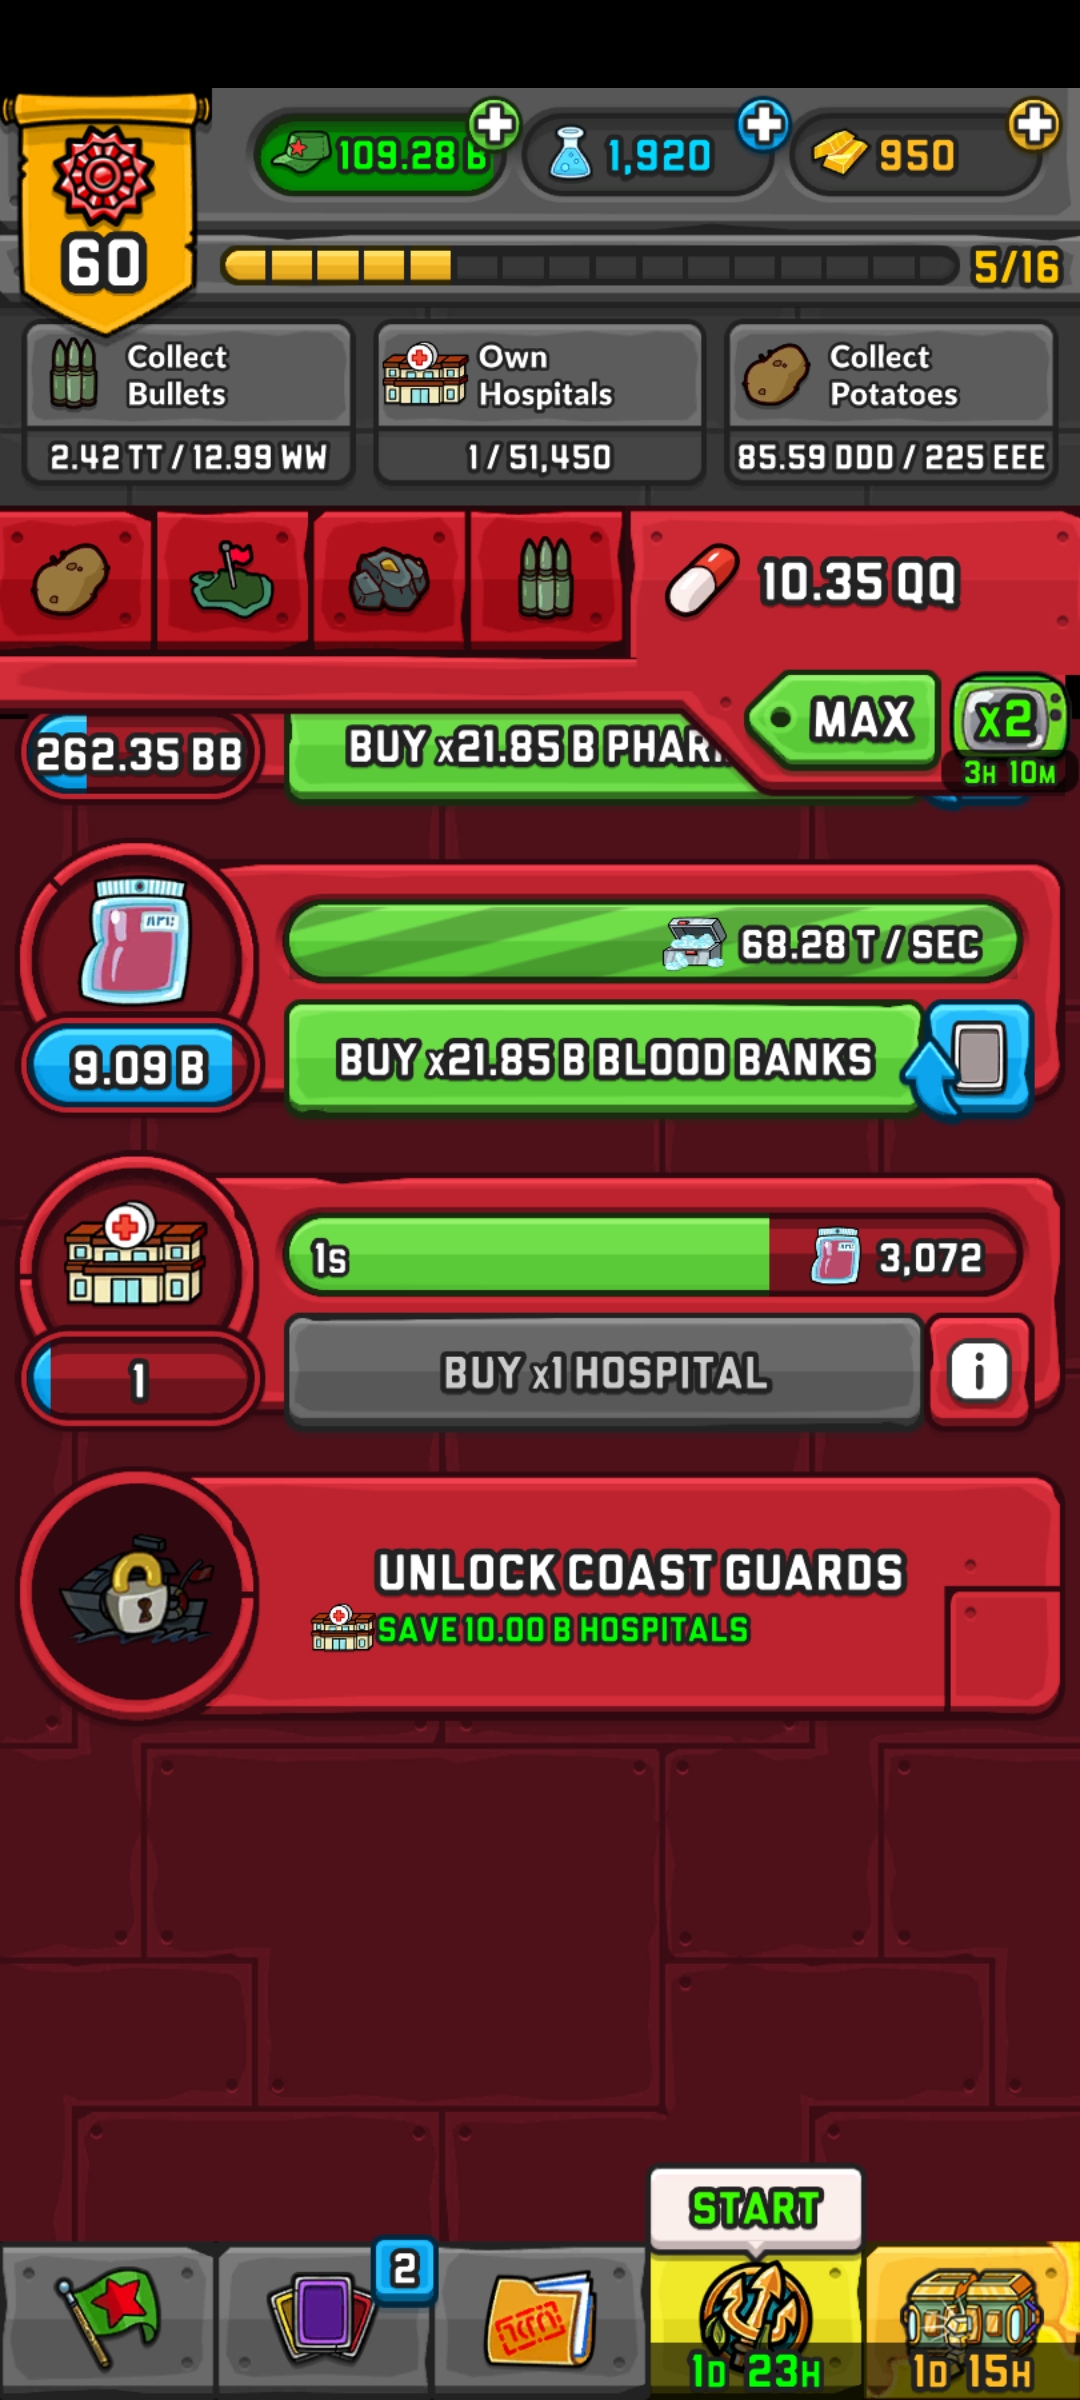 60
109.28 B
1,920
950
5/16
Collect Bullets
2.42 TT / 12.99 WW
Own Hospitals
1 / 51,450
Collect Potatoes
85.59 DDD / 225 EEE
10.35 QQ
MAX
x2
3H 10M
262.35 BB
BUY x21.85 B
68.28 T / SEC
9.09 B
BUY x21.85 B BLOOD BANKS
1s
3,072
1
BUY x1 HOSPITAL
i
UNLOCK COAST GUARDS
SAVE 10.00 B HOSPITALS
START
2
1D 23H
1D 15H